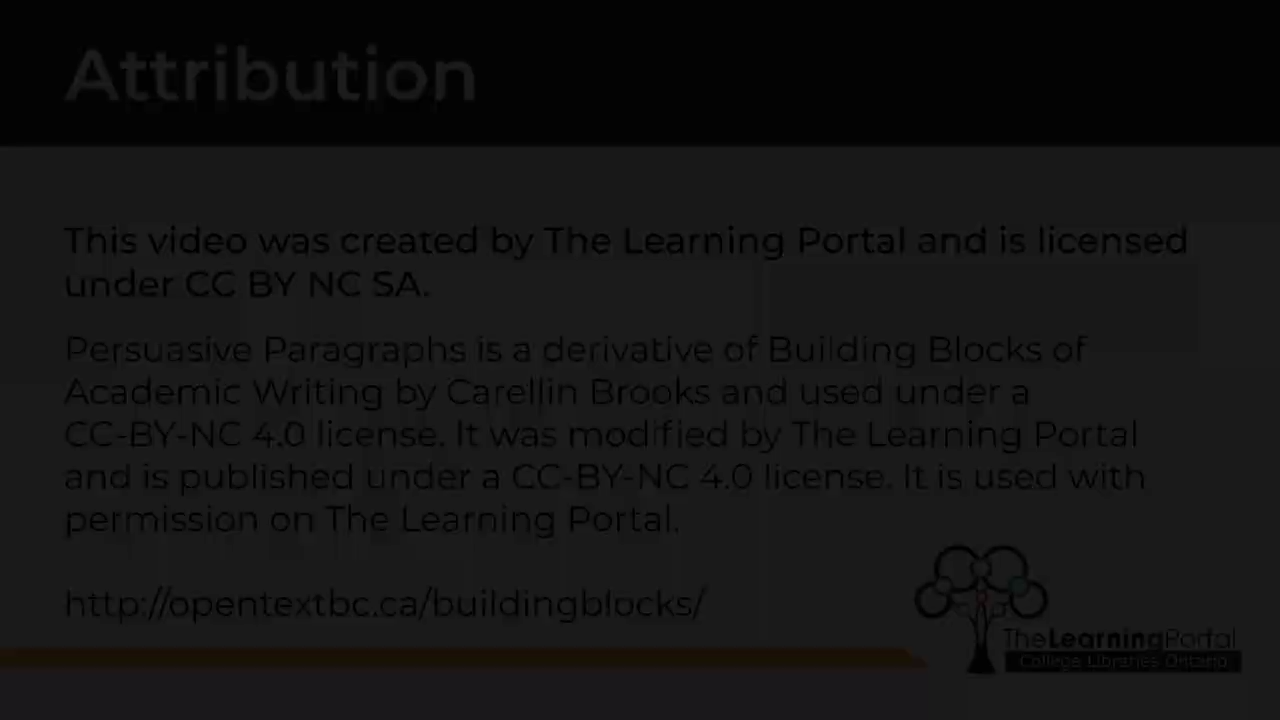 Attribution
This video was created by The Learning Portal and is licensed
under CC BY NC SA.
Persuasive Paragraphs is a derivative of Building Blocks of
Academic Writing by Carellin Brooks and used under a
CC-BY-NC 4.0 license. It was modified by The Learning Portal
and is published under a CC-BY-NC 4.0 license. It is used with
permission on The Learning Portal.
http://opentextbc.ca/buildingblocks/
TheLearningPortal
College Libraries Ontario